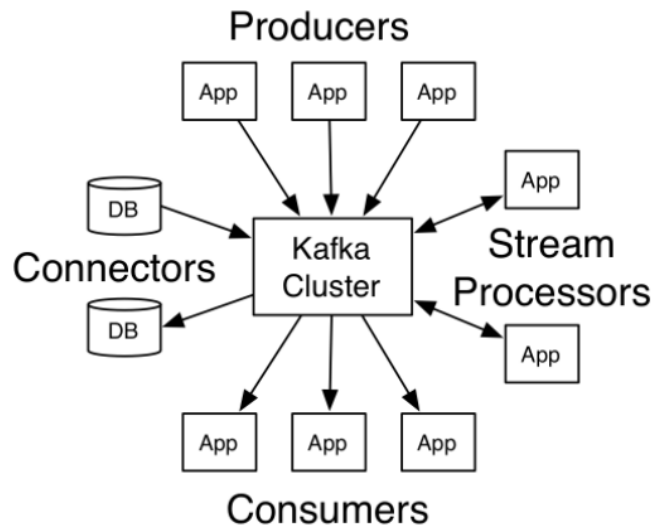 Producers
App
App
App
App
DB
Kafka
Cluster
Stream
Processors
Connectors
DB
App
App
App
App
Consumers